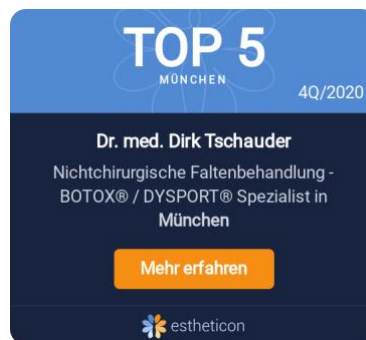 TOP 5
MÜNCHEN
4Q/2020
Dr. med. Dirk Tschauder
Nichtchirurgische Faltenbehandlung -
BOTOX® / DYSPORT® Spezialist in
München
Mehr erfahren
estheticon